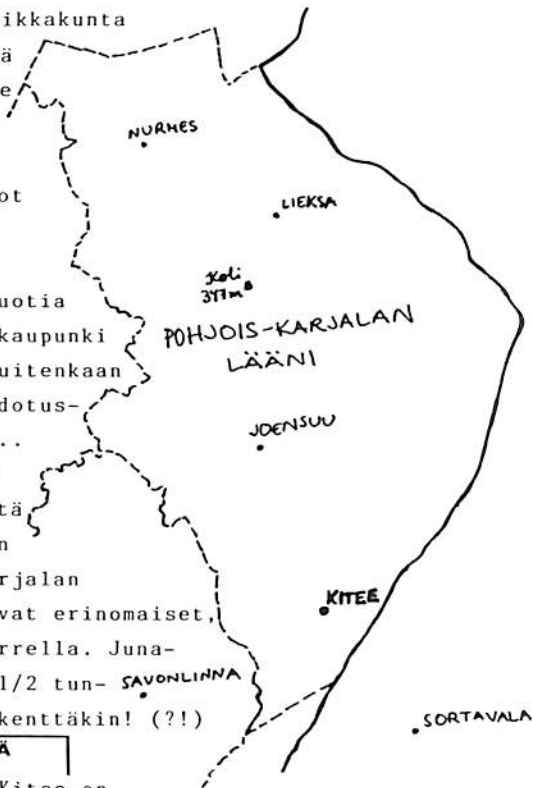 ikkakunta
ä
e
ot
uotia
kaupunki
uitenkaan
dotus-
..
tä
n
rjalan
vat erinomaiset,
rrella. Juna-
1/2 tun-
kenttäkin! (?!)
Ä
Kitee on
NURMES
LIEKSA
Koli
347m
POHJOIS-KARJALAN
LÄÄNI
JOENSUU
KITEE
SAVONLINNA
SORTAVALA